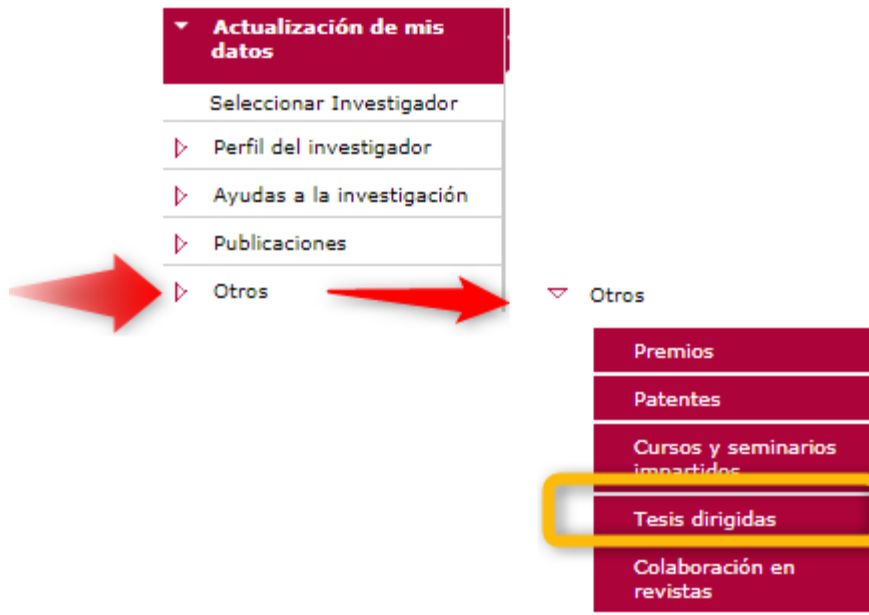 Actualización de mis
datos
Seleccionar Investigador
Perfil del investigador
Ayudas a la investigación
Publicaciones
Otros
Otros
Premios
Patentes
Cursos y seminarios
impartidos
Tesis dirigidas
Colaboración en
revistas